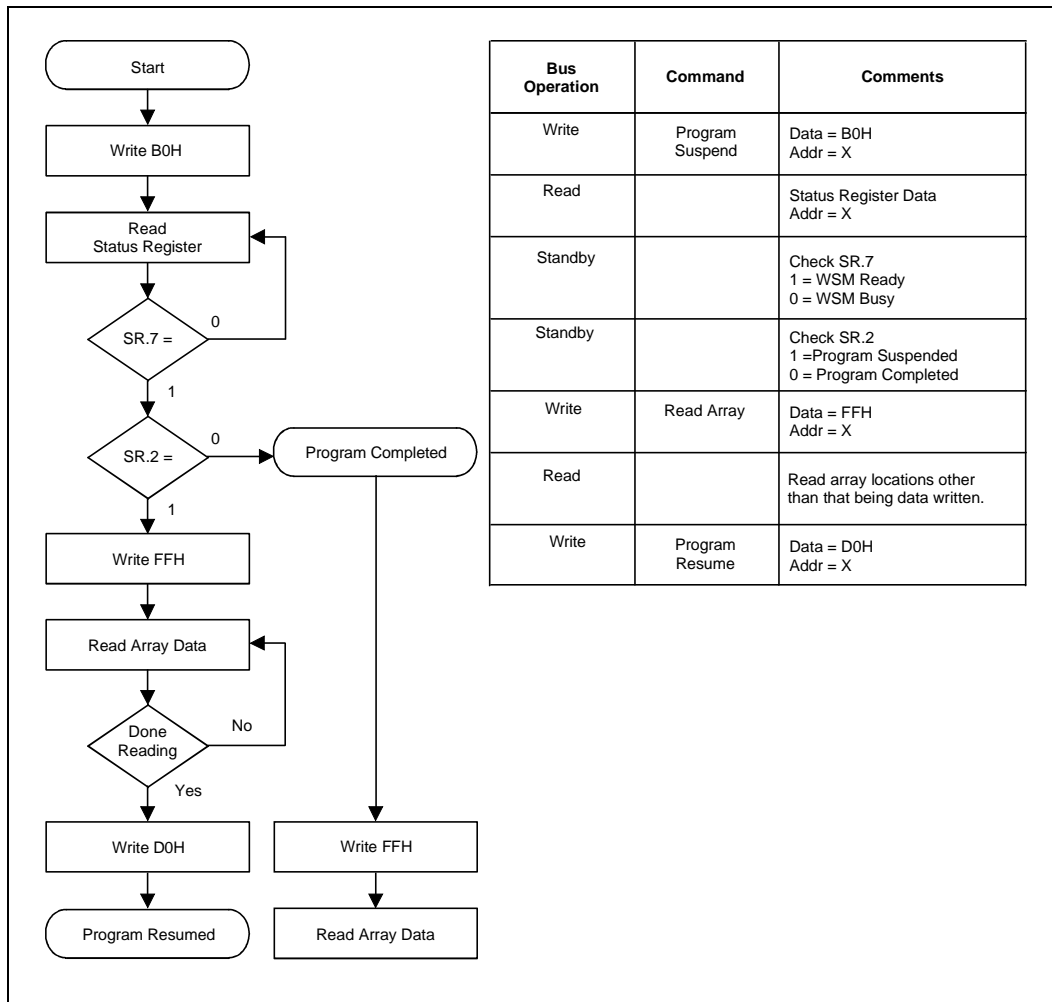 Start
Write B0H
Read
Status Register
SR.7 =
0
1
SR.2 =
0
Program Completed
1
Write FFH
Read Array Data
Done
Reading
No
Yes
Write D0H
Write FFH
Program Resumed
Read Array Data
Bus
Operation
Command
Comments
Write
Program
Suspend
Data = B0H
Addr = X
Read
Status Register Data
Addr = X
Standby
Check SR.7
1 = WSM Ready
0 = WSM Busy
Standby
Check SR.2
1 =Program Suspended
0 = Program Completed
Write
Read Array
Data = FFH
Addr = X
Read
Read array locations other
than that being data written.
Write
Program
Resume
Data = D0H
Addr = X